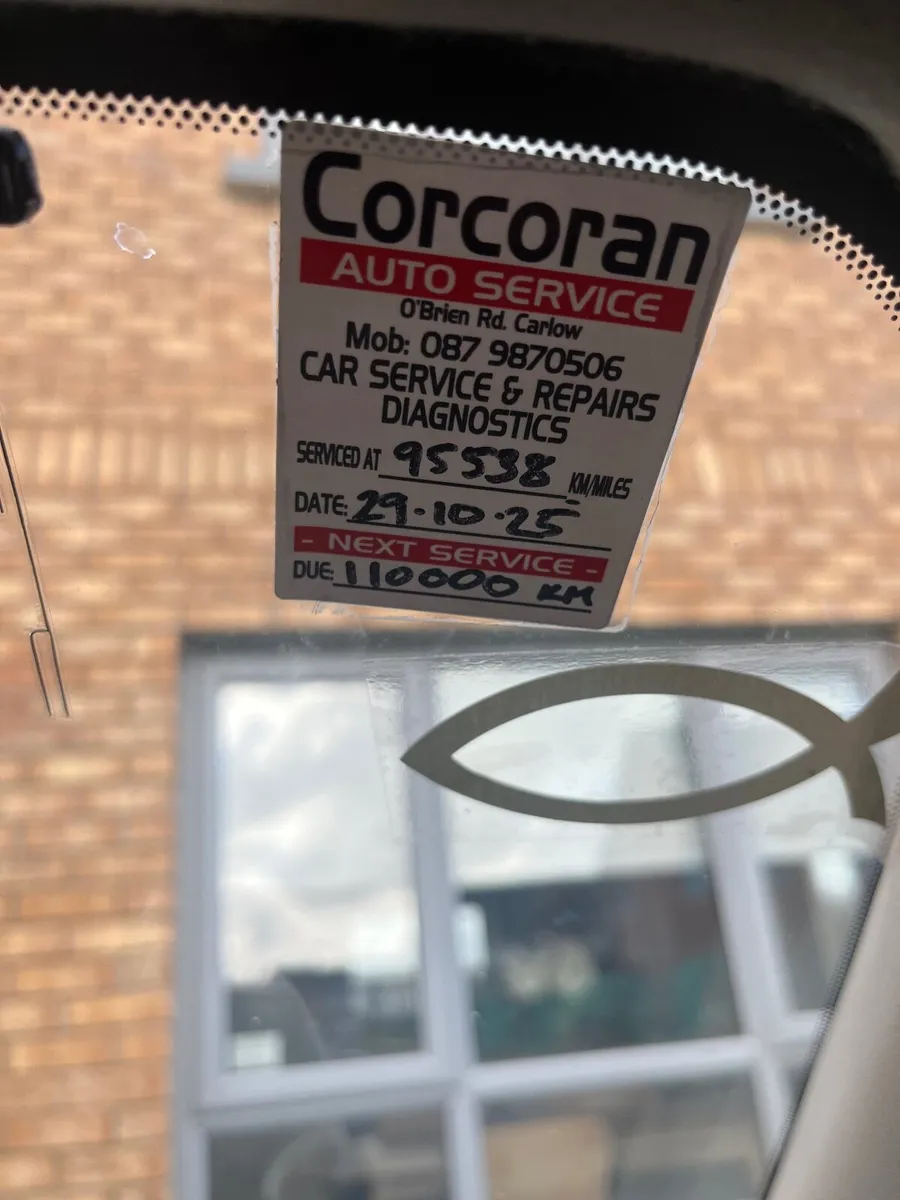 Corcoran
AUTO SERVICE
O'Brien Rd. Carlow
Mob: 087 9870506
CAR SERVICE & REPAIRS
DIAGNOSTICS
SERVICED AT 95538 KM/MILES
DATE: 29.10.25
- NEXT SERVICE -
DUE: 110000 KM